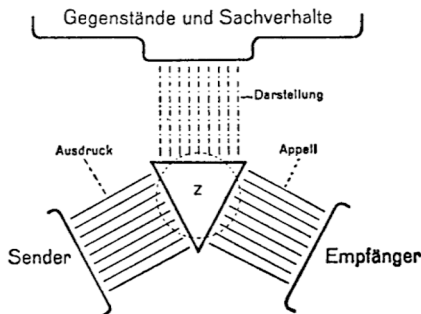 Gegenstände und Sachverhalte
Darstellung
Ausdruck
Appell
Z
Sender
Empfänger